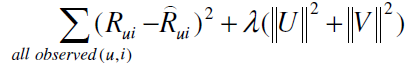 ∑(R_ui − R̂_ui)² + λ(‖U‖² + ‖V‖²)
all observed(u,i)